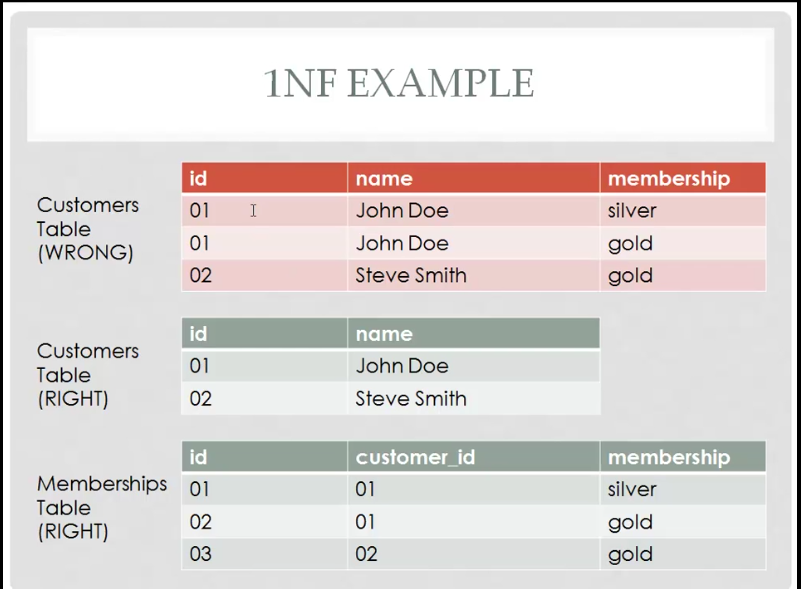 1NF EXAMPLE
Customers
Table
(WRONG)
id name membership
01 John Doe silver
01 John Doe gold
02 Steve Smith gold
Customers
Table
(RIGHT)
id name
01 John Doe
02 Steve Smith
Memberships
Table
(RIGHT)
id customer_id membership
01 01 silver
02 01 gold
03 02 gold